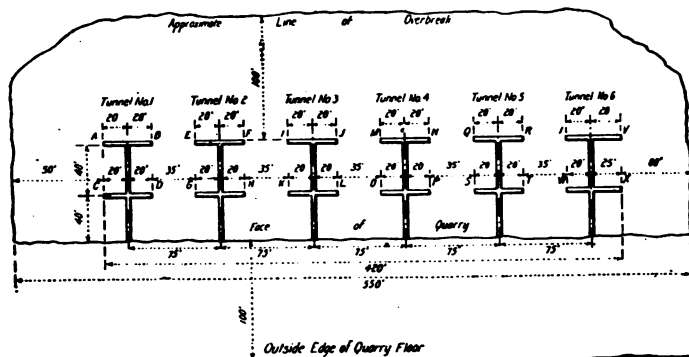 Approximate Line of Overbreak
100'
Tunnel No.1 Tunnel No 2 Tunnel No 3 Tunnel No 4 Tunnel No 5 Tunnel No 6
20' 20' 20' 20' 20' 20' 20' 20' 20' 20' 20' 20'
A B E F I J M N Q R V
50' 40' 20' 20' 35' 20 20 35' 20 20 35' 20 20 35' 20' 20' 35' 20' 25'
C D G H K L O P S
40'
Face of Quarry
75' 75' 75' 75' 75'
420'
550'
100'
Outside Edge of Quarry Floor